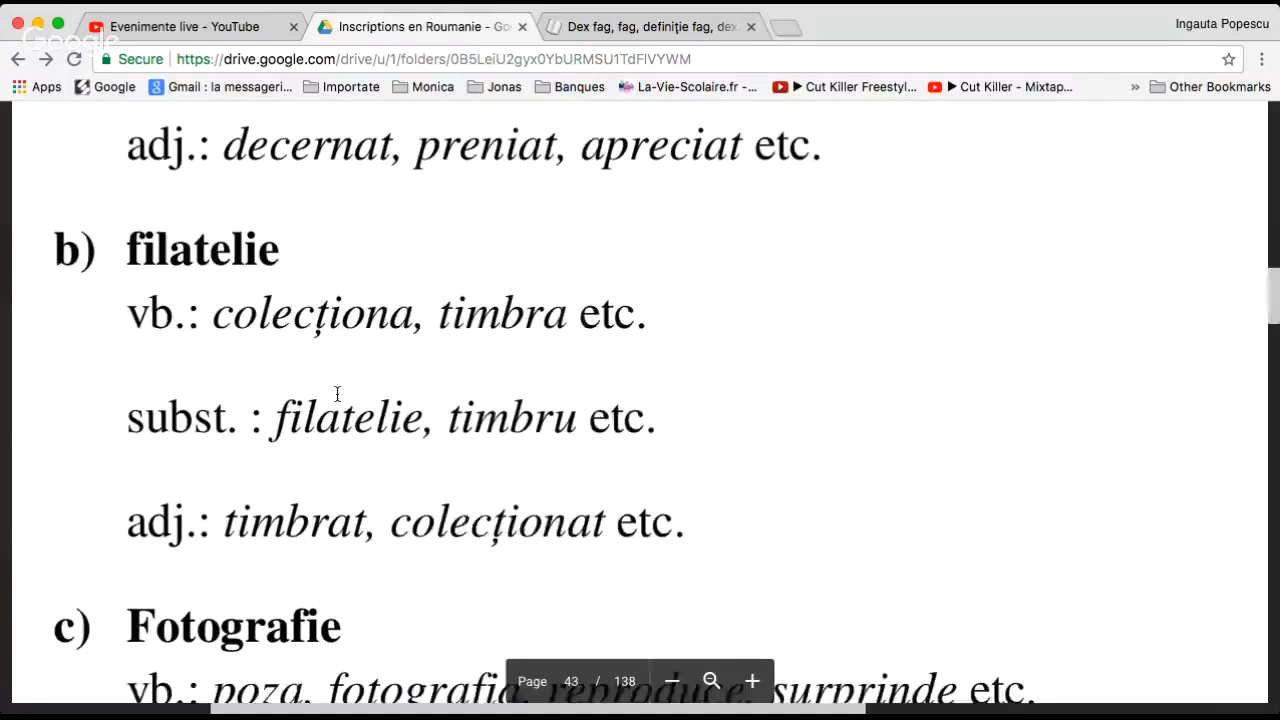 Evenimente live - YouTube
Inscriptions en Roumanie - Go
Dex fag, fag, definiție fag, dex.
Ingauta Popescu
Google
Secure
https://drive.google.com/drive/u/1/folders/0B5LeiU2gyx0YbURMSU1TdFlVYWM
Apps
Google
Gmail : la messageri...
Importate
Monica
Jonas
Banques
La-Vie-Scolaire.fr -...
Cut Killer Freestyl...
Cut Killer - Mixtap...
»
Other Bookmarks
adj.: decernat, preniat, apreciat etc.
b) filatelie
vb.: colecționa, timbra etc.
subst. : filatelie, timbru etc.
adj.: timbrat, colecționat etc.
c) Fotografie
vb.: poza, fotografia, reproduce, surprinde etc.
Page 43 / 138